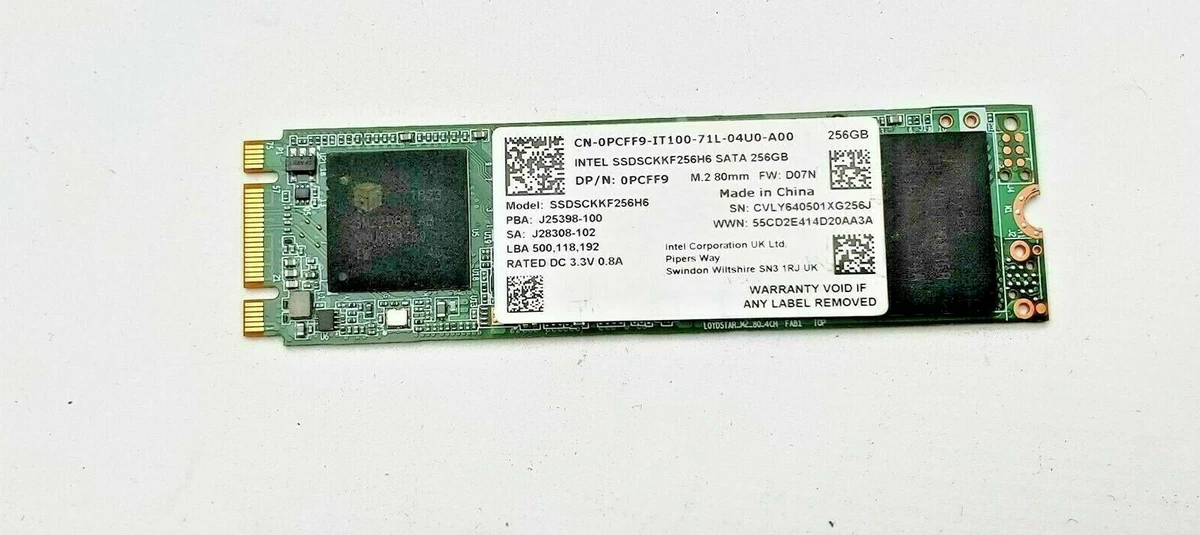 CN-0PCFF9-IT100-71L-04U0-A00 256GB
INTEL SSDSCKKF256H6 SATA 256GB
DP/N: 0PCFF9 M.2 80mm FW: D07N
Made in China
Model: SSDSCKKF256H6 SN: CVLY640501XG256J
PBA: J25398-100 WWN: 55CD2E414D20AA3A
SA: J28308-102
LBA 500,118,192
RATED DC 3.3V 0.8A
Intel Corporation UK Ltd.
Pipers Way
Swindon Wiltshire SN3 1RJ UK
WARRANTY VOID IF
ANY LABEL REMOVED
FAB1 TOP
U6